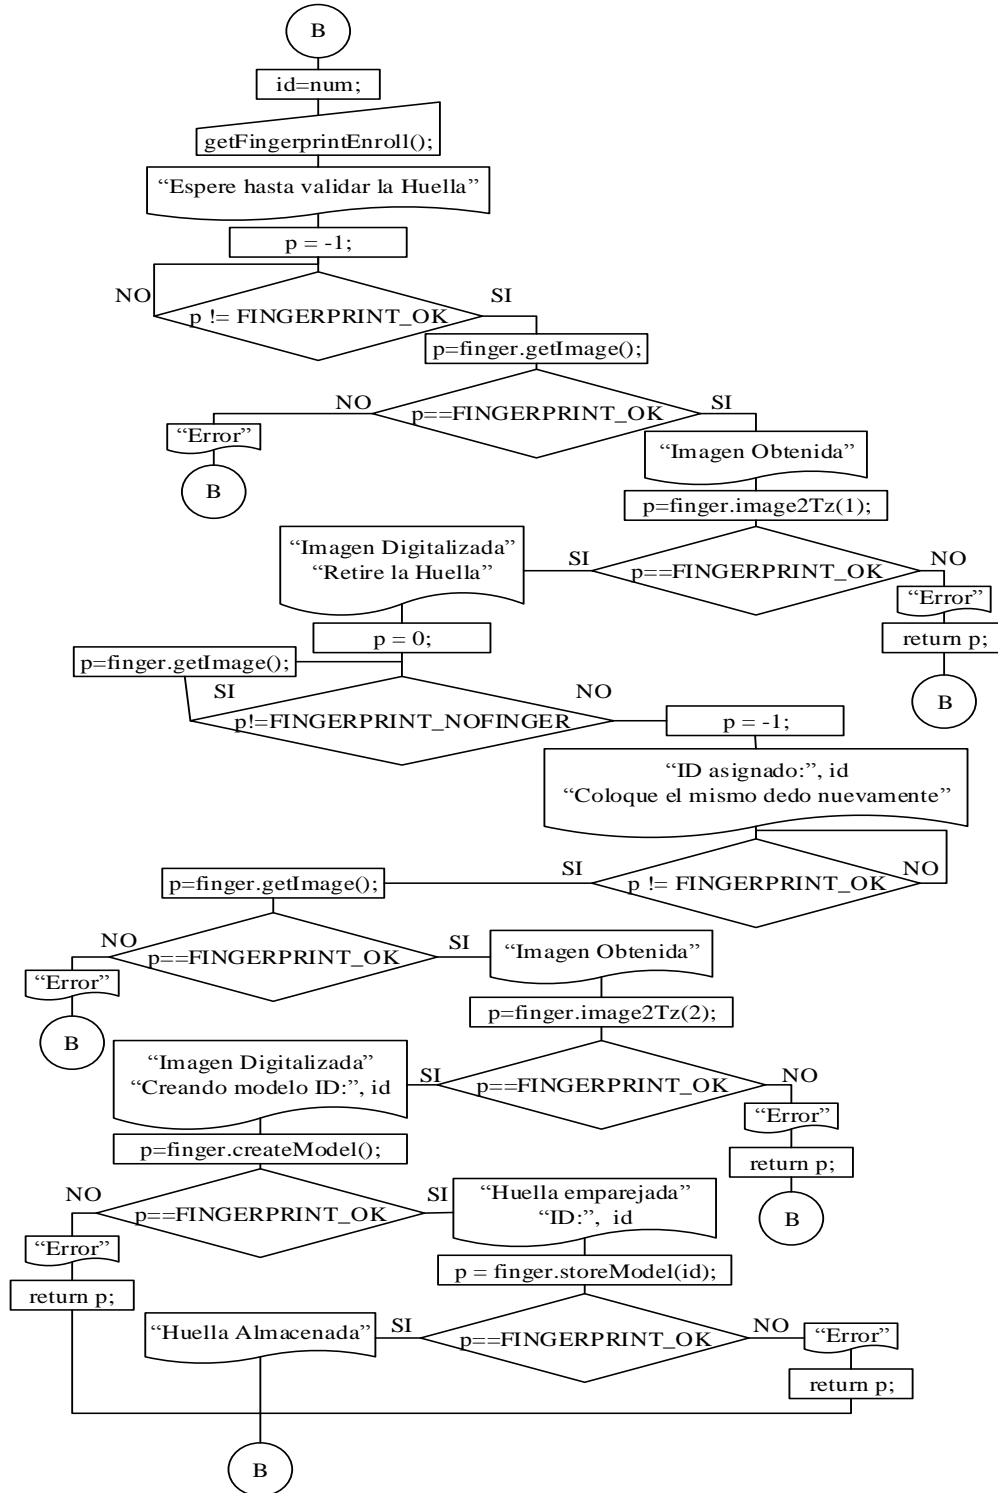 B
id=num;
getFingerprintEnroll();
“Espere hasta validar la Huella”
p = -1;
NO
SI
p != FINGERPRINT_OK
p=finger.getImage();
NO
SI
p==FINGERPRINT_OK
“Error”
B
“Imagen Obtenida”
p=finger.image2Tz(1);
“Imagen Digitalizada”
“Retire la Huella”
SI
NO
p==FINGERPRINT_OK
“Error”
return p;
B
p = 0;
p=finger.getImage();
SI
NO
p!=FINGERPRINT_NOFINGER
p = -1;
“ID asignado:”, id
“Coloque el mismo dedo nuevamente”
SI
NO
p != FINGERPRINT_OK
p=finger.getImage();
NO
SI
p==FINGERPRINT_OK
“Error”
B
“Imagen Obtenida”
p=finger.image2Tz(2);
“Imagen Digitalizada”
“Creando modelo ID:”, id
SI
NO
p==FINGERPRINT_OK
“Error”
return p;
B
p=finger.createModel();
NO
SI
p==FINGERPRINT_OK
“Error”
return p;
“Huella emparejada”
“ID:”, id
p = finger.storeModel(id);
“Huella Almacenada”
SI
NO
p==FINGERPRINT_OK
“Error”
return p;
B